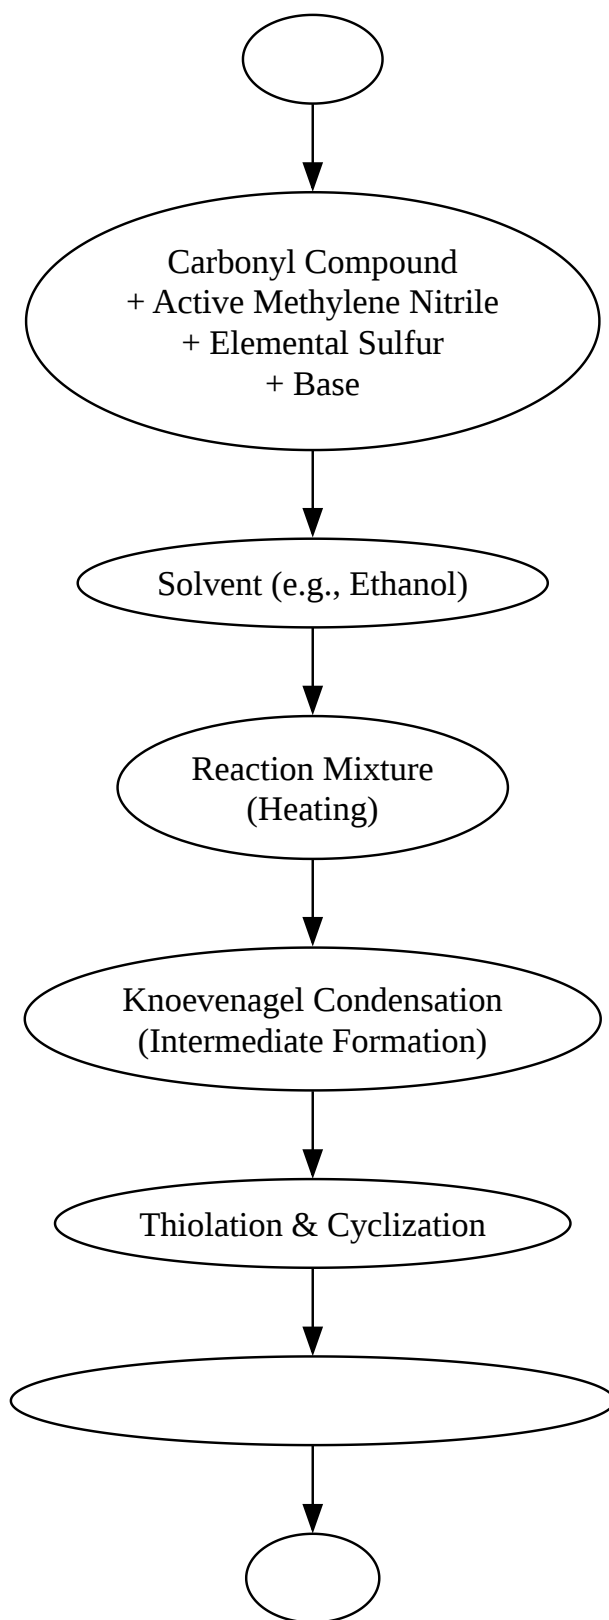 Carbonyl Compound
+ Active Methylene Nitrile
+ Elemental Sulfur
+ Base
Solvent (e.g., Ethanol)
Reaction Mixture
(Heating)
Knoevenagel Condensation
(Intermediate Formation)
Thiolation & Cyclization